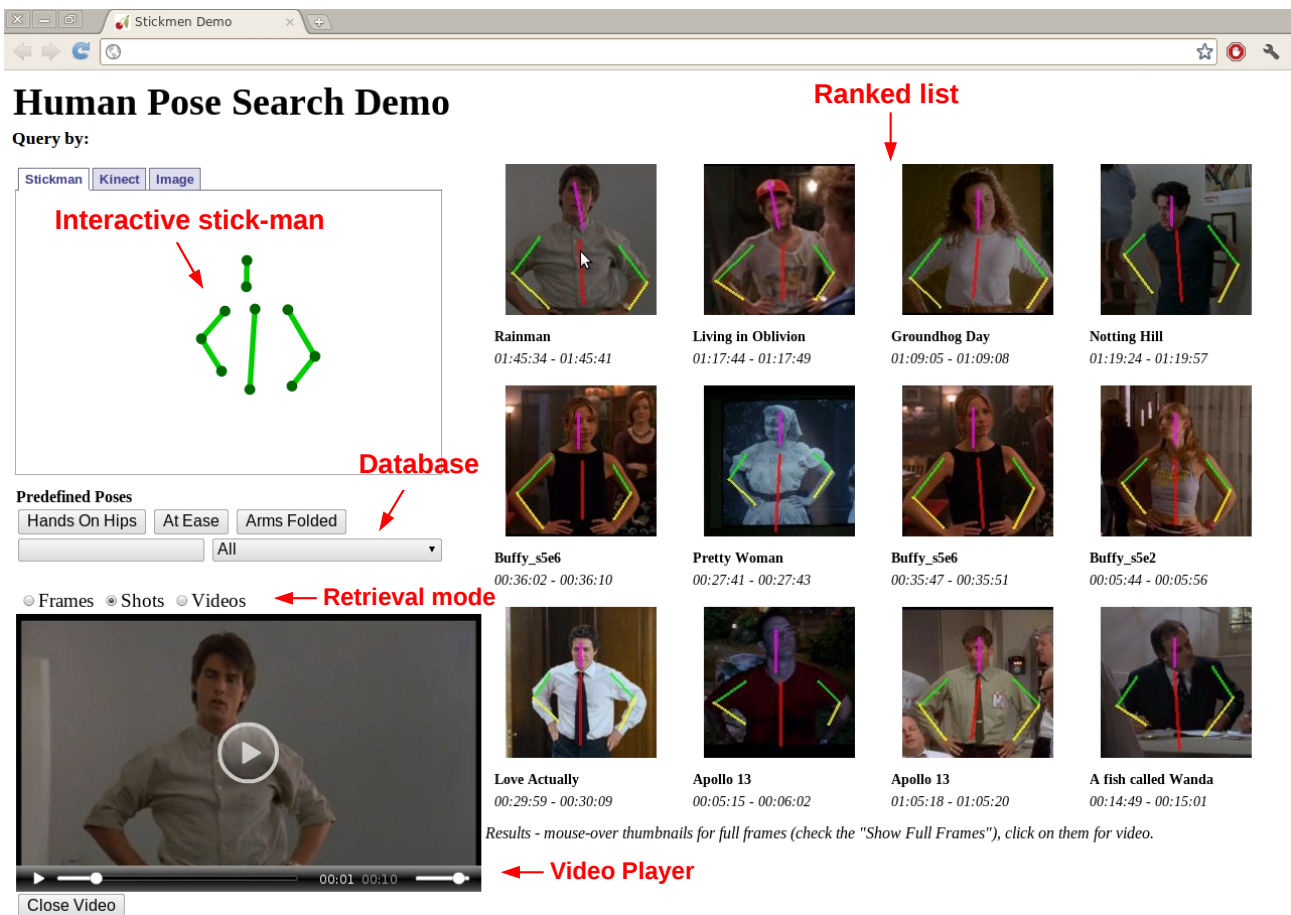 Stickmen Demo
Human Pose Search Demo
Query by:
Stickman Kinect Image
Interactive stick-man
Database
Predefined Poses
Hands On Hips At Ease Arms Folded
All
Frames Shots Videos
Retrieval mode
00:01 00:10
Video Player
Close Video
Ranked list
Rainman Living in Oblivion Groundhog Day Notting Hill
01:45:34 - 01:45:41 01:17:44 - 01:17:49 01:09:05 - 01:09:08 01:19:24 - 01:19:57
Buffy_s5e6 Pretty Woman Buffy_s5e6 Buffy_s5e2
00:36:02 - 00:36:10 00:27:41 - 00:27:43 00:35:47 - 00:35:51 00:05:44 - 00:05:56
Love Actually Apollo 13 Apollo 13 A fish called Wanda
00:29:59 - 00:30:09 00:05:15 - 00:06:02 01:05:18 - 01:05:20 00:14:49 - 00:15:01
Results - mouse-over thumbnails for full frames (check the "Show Full Frames"), click on them for video.